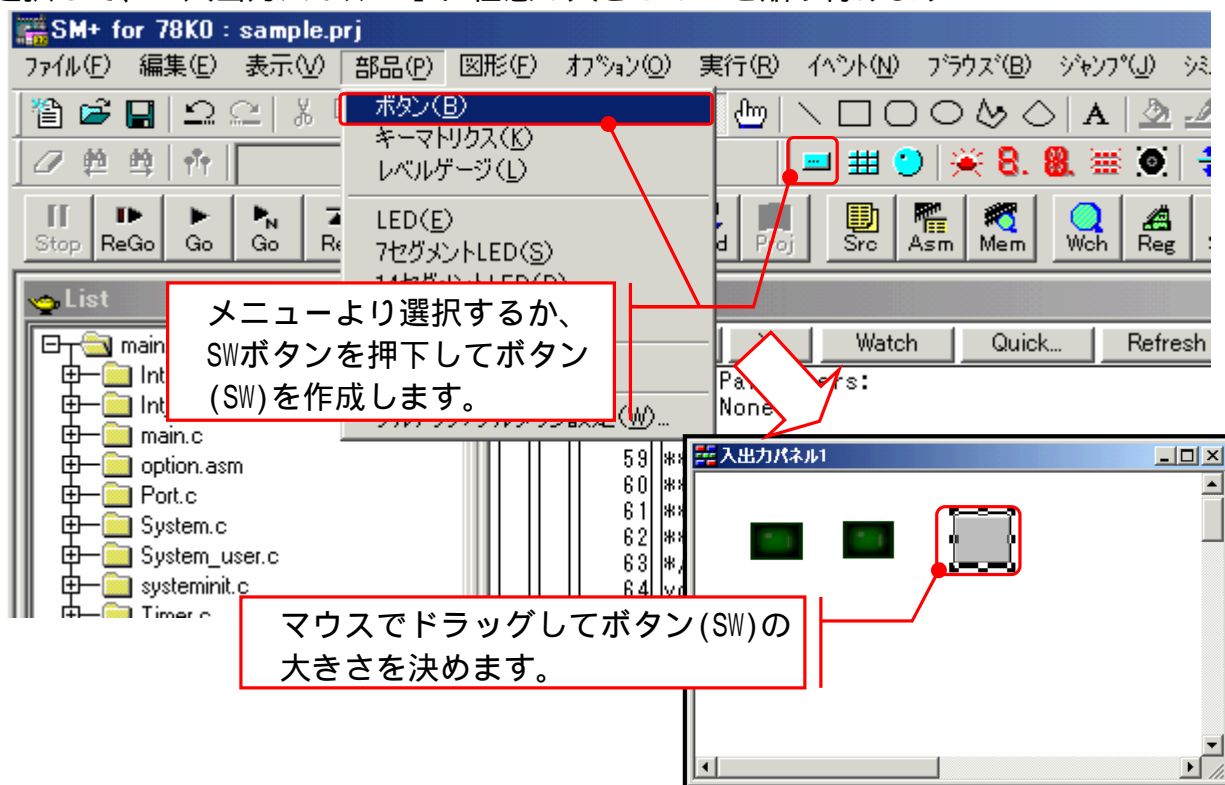 SM+ for 78K0 : sample.prj
ファイル(F) 編集(E) 表示(V) 部品(P) 図形(F) オプション(O) 実行(R) イベント(N) ブラウズ(B) ジャンプ(J)
ボタン(B)
キーマトリクス(K)
レベルゲージ(L)
LED(E)
7セグメントLED(S)
A
8.
Stop ReGo Go Go Proj Src Asm Mem Wch Reg
List
メニューより選択するか、
SWボタンを押下してボタン
(SW)を作成します。
Watch Quick... Refresh
None
main
Int
Int
main.c
option.asm
Port.c
System.c
System_user.c
systeminit.c
Timer.c
59 **
60 **
61 **
62 **
63 */
64
入出力パネル1
マウスでドラッグしてボタン(SW)の
大きさを決めます。